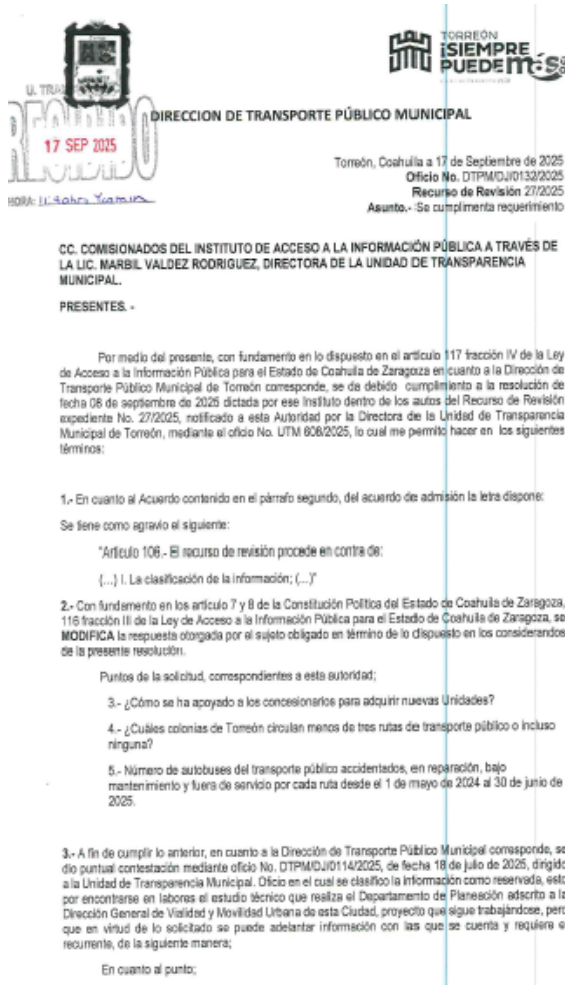 TORREÓN
¡SIEMPRE
PUEDE más
U. TRA
RECIBIDO
17 SEP 2025
HORA:
DIRECCION DE TRANSPORTE PÚBLICO MUNICIPAL
Torreón, Coahuila a 17 de Septiembre de 2025
Oficio No. DTPM/DJ/0132/2025
Recurso de Revisión 27/2025
Asunto.- Se cumplimenta requerimiento
CC. COMISIONADOS DEL INSTITUTO DE ACCESO A LA INFORMACIÓN PÚBLICA A TRAVÉS DE
LA LIC. MARBIL VALDEZ RODRIGUEZ, DIRECTORA DE LA UNIDAD DE TRANSPARENCIA
MUNICIPAL.
PRESENTES. -
Por medio del presente, con fundamento en lo dispuesto en el artículo 117 fracción IV de la Ley
de Acceso a la Información Pública para el Estado de Coahuila de Zaragoza en cuanto a la Dirección de
Transporte Público Municipal de Torreón corresponde, se da debido cumplimiento a la resolución de
fecha 08 de septiembre de 2025 dictada por ese Instituto dentro de los autos del Recurso de Revisión
expediente No. 27/2025, notificado a esta Autoridad por la Directora de la Unidad de Transparencia
Municipal de Torreón, mediante el oficio No. UTM 608/2025, lo cual me permito hacer en los siguientes
términos:
1.- En cuanto al Acuerdo contenido en el párrafo segundo, del acuerdo de admisión la letra dispone:
Se tiene como agravio el siguiente:
"Artículo 106.- El recurso de revisión procede en contra de:
(...) I. La clasificación de la información; (...)"
2.- Con fundamento en los artículo 7 y 8 de la Constitución Política del Estado de Coahuila de Zaragoza,
116 fracción III de la Ley de Acceso a la Información Pública para el Estado de Coahuila de Zaragoza, se
MODIFICA la respuesta otorgada por el sujeto obligado en término de lo dispuesto en los considerandos
de la presente resolución.
Puntos de la solicitud, correspondientes a esta autoridad;
3.- ¿Cómo se ha apoyado a los concesionarios para adquirir nuevas Unidades?
4.- ¿Cuáles colonias de Torreón circulan menos de tres rutas de transporte público o incluso
ninguna?
5.- Número de autobuses del transporte público accidentados, en reparación, bajo
mantenimiento y fuera de servicio por cada ruta desde el 1 de mayo de 2024 al 30 de junio de
2025.
3.- A fin de cumplir lo anterior, en cuanto a la Dirección de Transporte Público Municipal corresponde, se
dio puntual contestación mediante oficio No. DTPM/DJ/0114/2025, de fecha 18 de julio de 2025, dirigido
a la Unidad de Transparencia Municipal. Oficio en el cual se clasifico la información como reservada, esto
por encontrarse en labores el estudio técnico que realiza el Departamento de Planeación adscrito a la
Dirección General de Vialidad y Movilidad Urbana de esta Ciudad, proyecto que sigue trabajándose, pero
que en virtud de lo solicitado se puede adelantar información con las que se cuenta y requiere e
recurrente, de la siguiente manera;
En cuanto al punto;